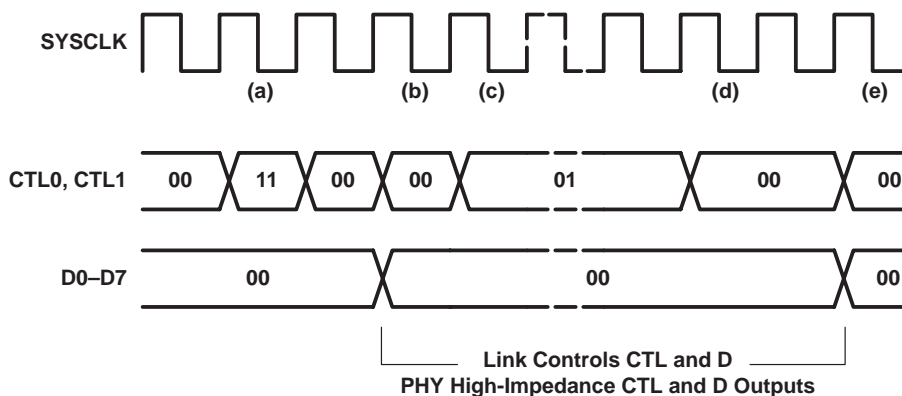 SYSCLK
(a) (b) (c) (d) (e)
CTL0, CTL1 00 11 00 00 01 00 00
D0–D7 00 00 00
Link Controls CTL and D
PHY High-Impedance CTL and D Outputs